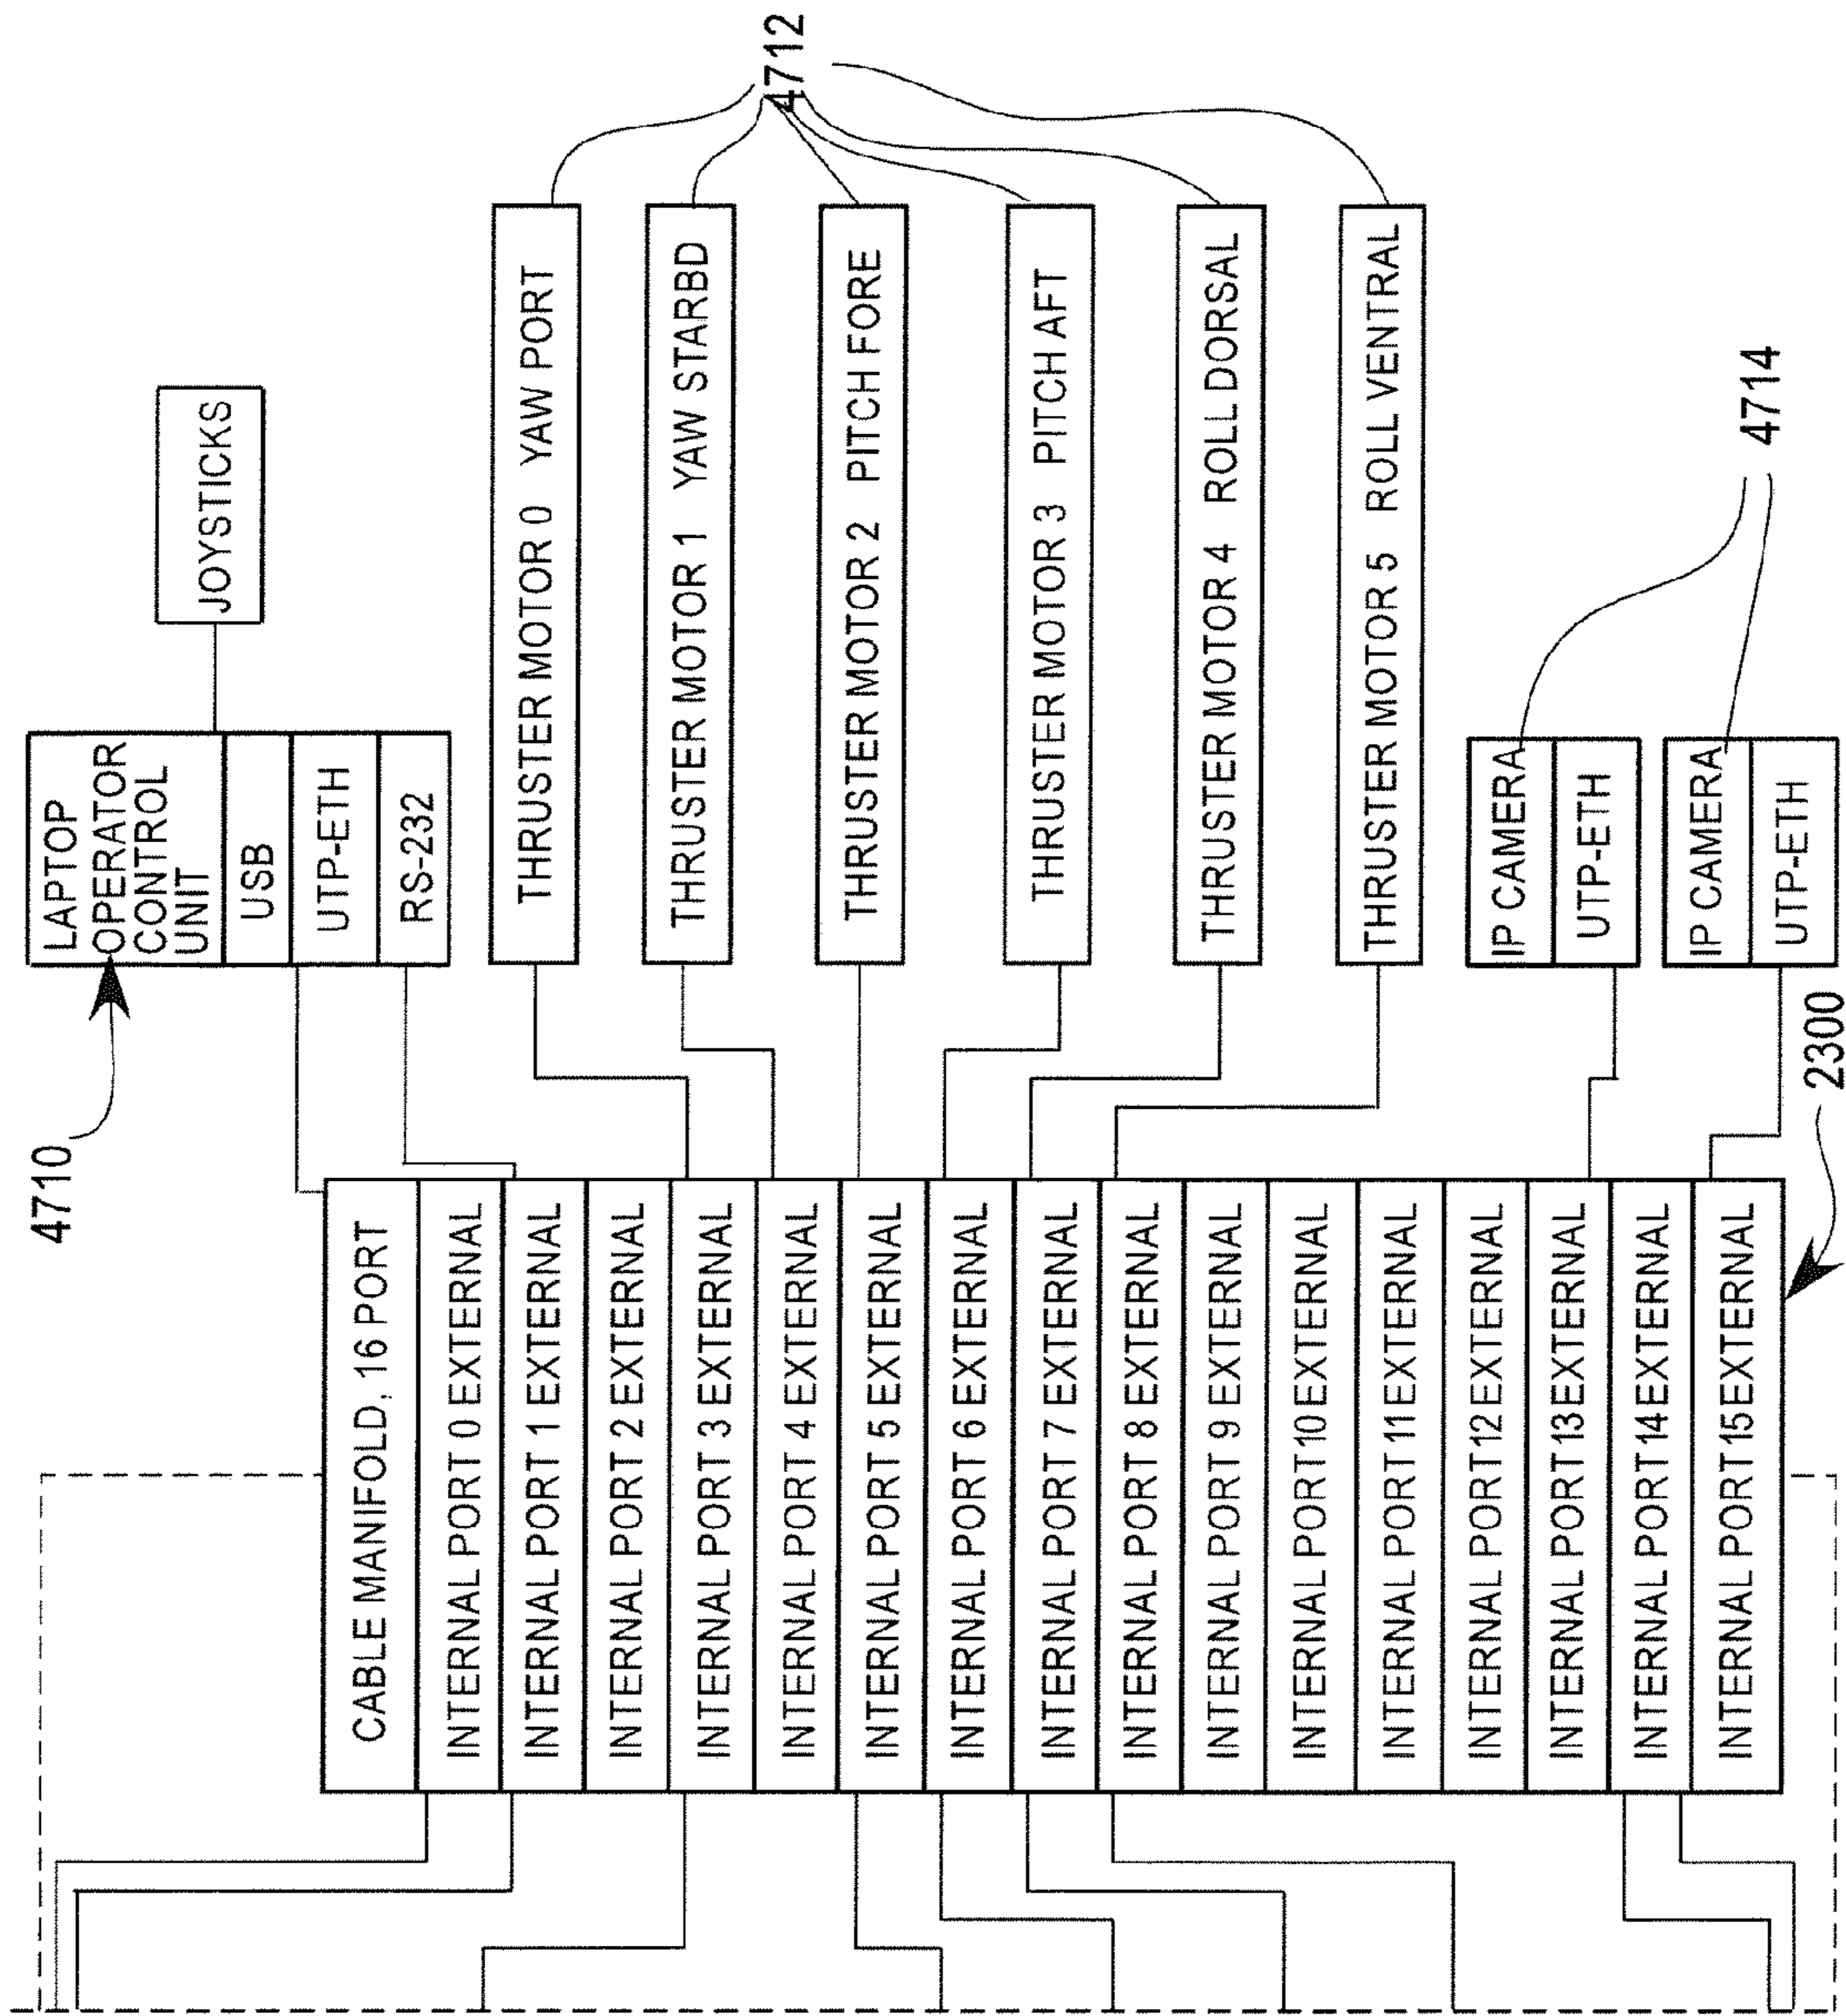 4710
LAPTOP
OPERATOR
CONTROL
UNIT
USB
UTP-ETH
RS-232
JOYSTICKS
CABLE MANIFOLD, 16 PORT
INTERNAL PORT 0 EXTERNAL
INTERNAL PORT 1 EXTERNAL
INTERNAL PORT 2 EXTERNAL
INTERNAL PORT 3 EXTERNAL
INTERNAL PORT 4 EXTERNAL
INTERNAL PORT 5 EXTERNAL
INTERNAL PORT 6 EXTERNAL
INTERNAL PORT 7 EXTERNAL
INTERNAL PORT 8 EXTERNAL
INTERNAL PORT 9 EXTERNAL
INTERNAL PORT 10 EXTERNAL
INTERNAL PORT 11 EXTERNAL
INTERNAL PORT 12 EXTERNAL
INTERNAL PORT 13 EXTERNAL
INTERNAL PORT 14 EXTERNAL
INTERNAL PORT 15 EXTERNAL
2300
THRUSTER MOTOR 0 YAW PORT
THRUSTER MOTOR 1 YAW STARBD
THRUSTER MOTOR 2 PITCH FORE
THRUSTER MOTOR 3 PITCH AFT
THRUSTER MOTOR 4 ROLL DORSAL
THRUSTER MOTOR 5 ROLL VENTRAL
4712
IP CAMERA
UTP-ETH
IP CAMERA
UTP-ETH
4714